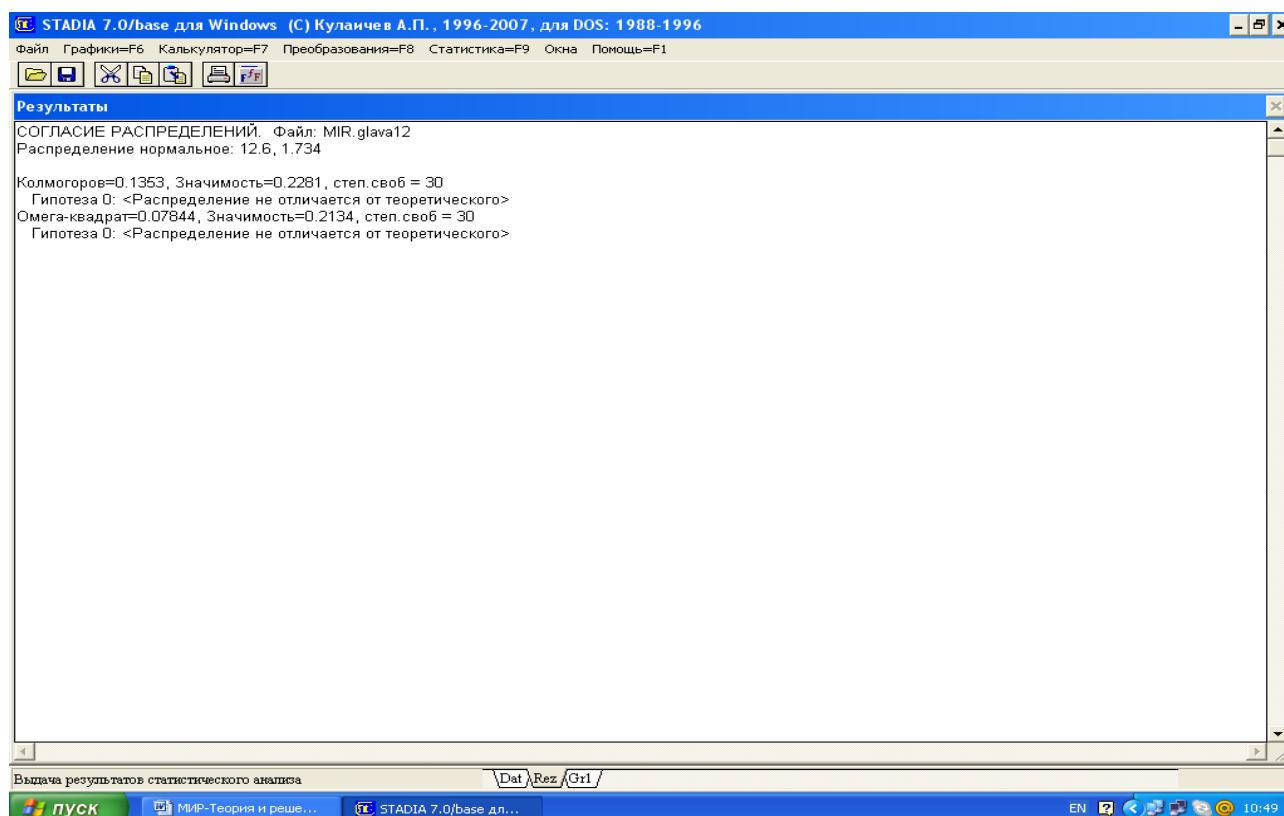 STADIA 7.0/base для Windows (C) Кулаичев А.П., 1996-2007, для DOS: 1988-1996
Файл Графики=F6 Калькулятор=F7 Преобразования=F8 Статистика=F9 Окна Помощь=F1
Результаты
СОГЛАСИЕ РАСПРЕДЕЛЕНИЙ. Файл: MIR.glava12
Распределение нормальное: 12.6, 1.734
Колмогоров=0.1353, Значимость=0.2281, степ.своб = 30
Гипотеза 0: <Распределение не отличается от теоретического>
Омега-квадрат=0.07844, Значимость=0.2134, степ.своб = 30
Гипотеза 0: <Распределение не отличается от теоретического>
Выдача результатов статистического анализа
Dat Rez Gr1
пуск МИР-Теория и реше... STADIA 7.0/base дл... EN 10:49